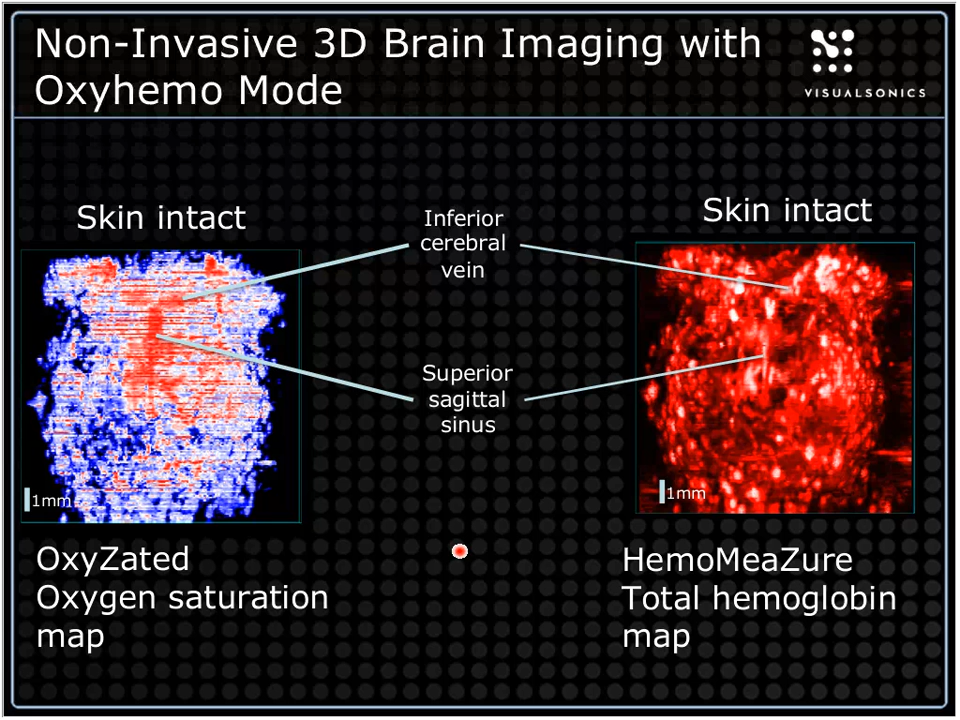 Non-Invasive 3D Brain Imaging with
Oxyhemo Mode
VISUALSONICS
Skin intact
Inferior
cerebral
vein
Skin intact
Superior
sagittal
sinus
1mm
1mm
OxyZated
Oxygen saturation
map
HemoMeaZure
Total hemoglobin
map